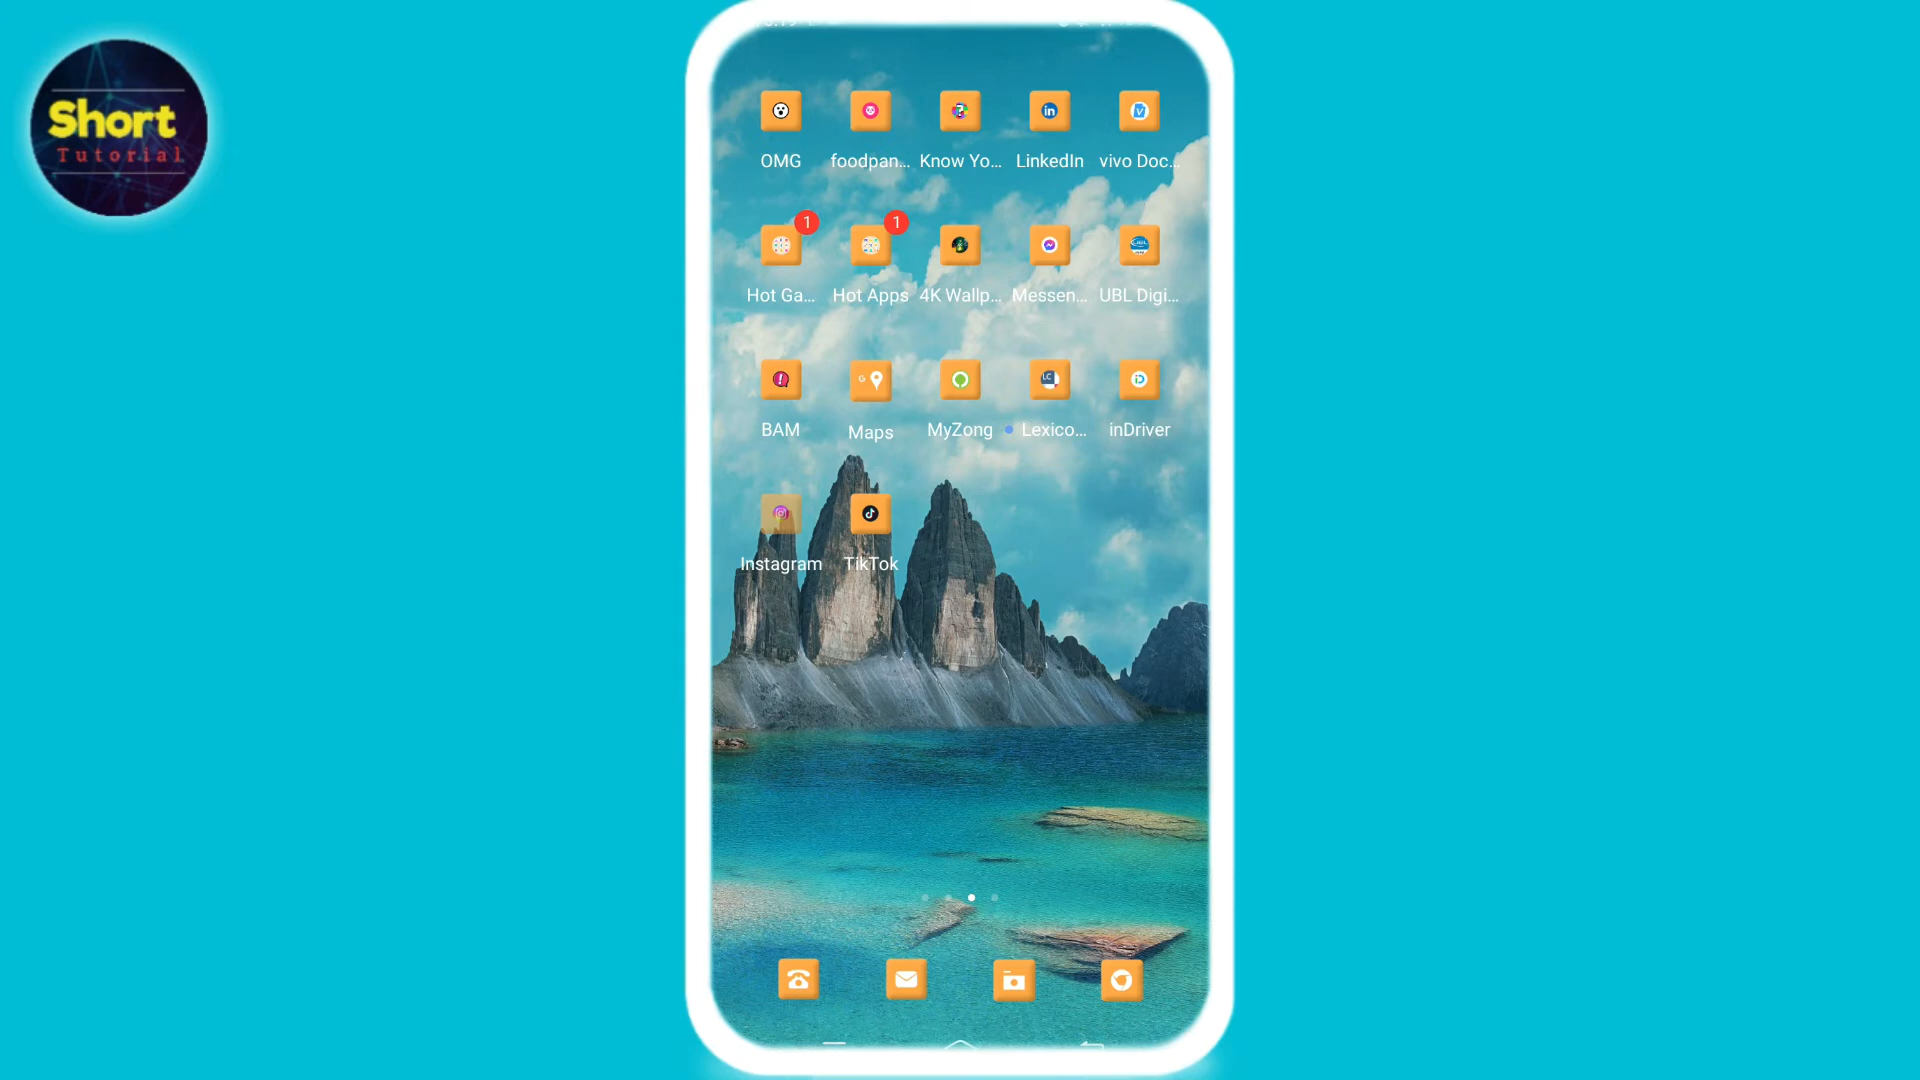 Short
Tutorial
OMG
foodpan...
Know Yo...
LinkedIn
vivo Doc...
1
1
Hot Ga...
Hot Apps
4K Wallp...
Messen...
UBL Digi...
BAM
Maps
MyZong
Lexico...
inDriver
Instagram
TikTok